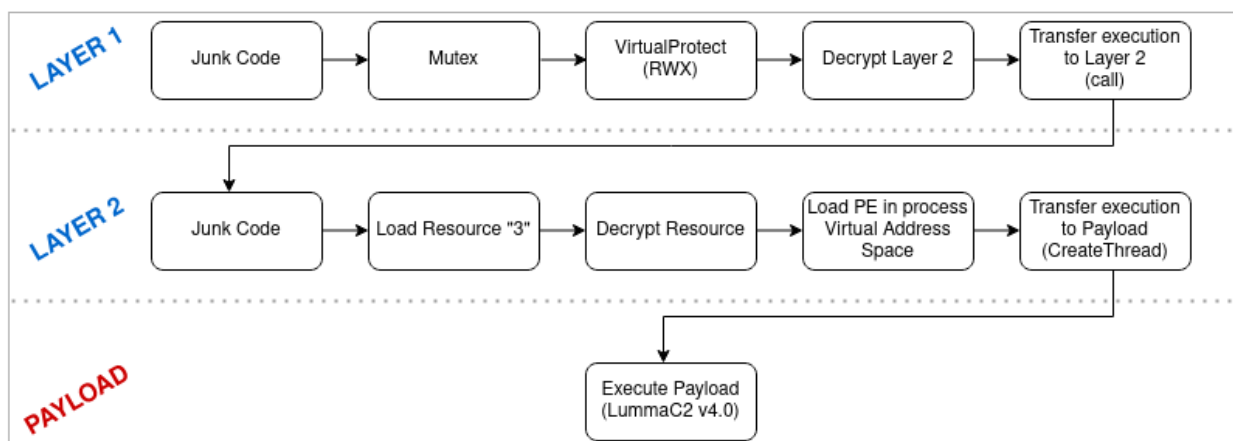 LAYER 1
Junk Code
Mutex
VirtualProtect
(RWX)
Decrypt Layer 2
Transfer execution
to Layer 2
(call)
LAYER 2
Junk Code
Load Resource "3"
Decrypt Resource
Load PE in process
Virtual Address
Space
Transfer execution
to Payload
(CreateThread)
PAYLOAD
Execute Payload
(LummaC2 v4.0)